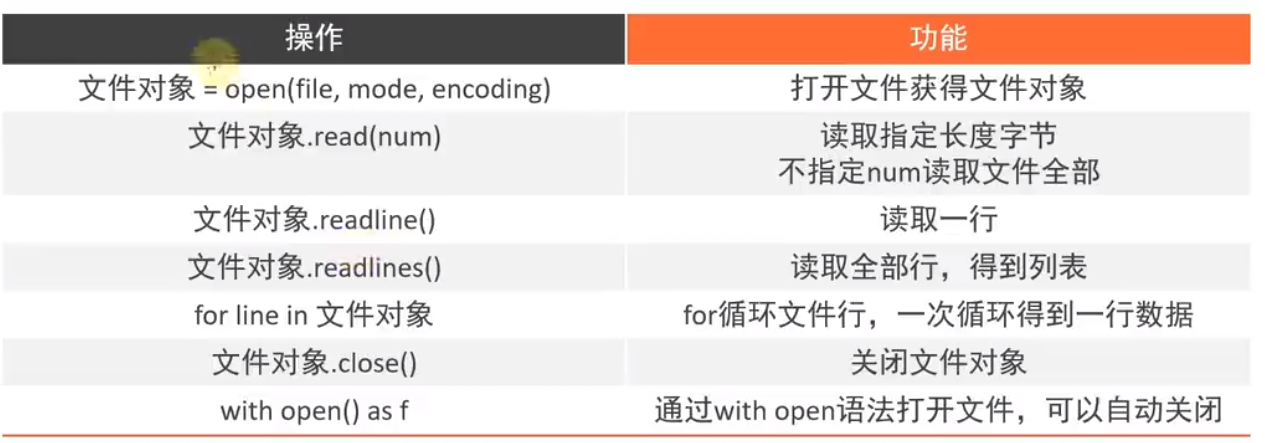 操作 功能
文件对象 = open(file, mode, encoding) 打开文件获得文件对象
文件对象.read(num) 读取指定长度字节
不指定num读取文件全部
文件对象.readline() 读取一行
文件对象.readlines() 读取全部行，得到列表
for line in 文件对象 for循环文件行，一次循环得到一行数据
文件对象.close() 关闭文件对象
with open() as f 通过with open语法打开文件，可以自动关闭